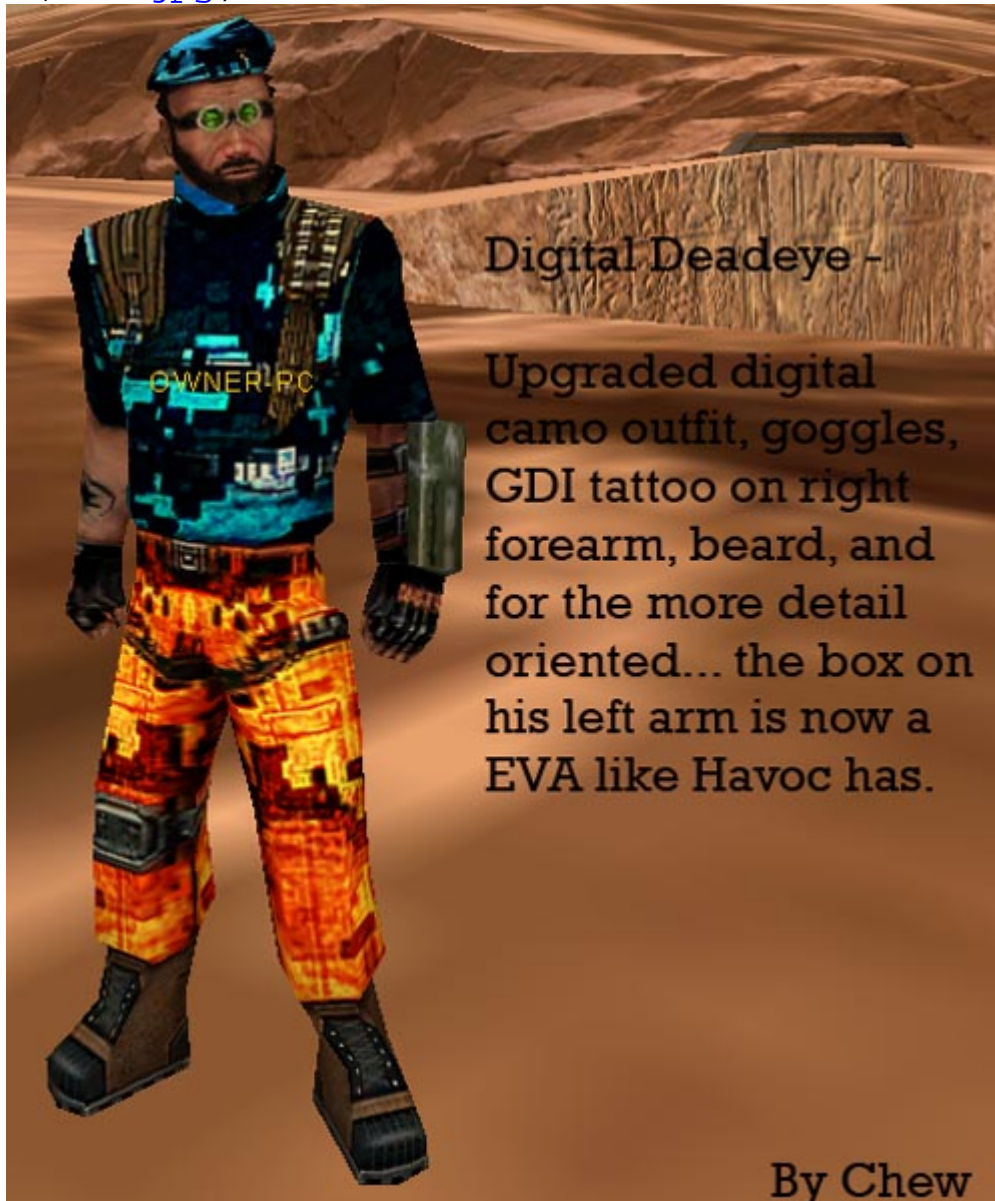 OWNER-PC
Digital Deadeye -
Upgraded digital
camo outfit, goggles,
GDI tattoo on right
forearm, beard, and
for the more detail
oriented... the box on
his left arm is now a
EVA like Havoc has.
By Chew